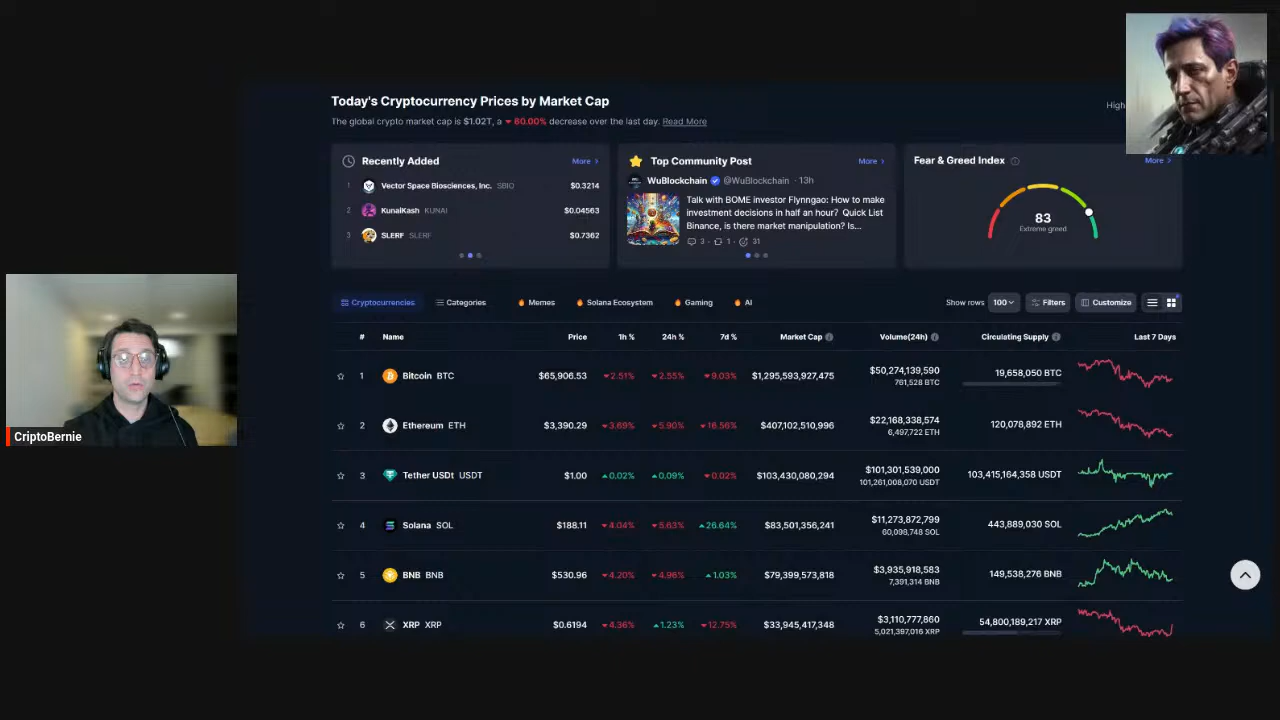 Today's Cryptocurrency Prices by Market Cap
The global crypto market cap is $1.02T, a 60.00% decrease over the last day. Read More
High
Recently Added
More
1 Vector Space Biosciences, Inc. SBIO $0.3214
2 KunaiKash KUNAI $0.04563
3 SLERF SLERF $0.7362
Top Community Post
More
WuBlockchain @WuBlockchain · 13h
Talk with BOME investor Flynngao: How to make
investment decisions in half an hour? Quick List
Binance, is there market manipulation? Is...
3 1 31
Fear & Greed Index
More
83
Extreme greed
Cryptocurrencies Categories Memes Solana Ecosystem Gaming AI Show rows 100 Filters Customize
# Name Price 1h % 24h % 7d % Market Cap Volume(24h) Circulating Supply Last 7 Days
1 Bitcoin BTC $65,906.53 2.51% 2.55% 9.03% $1,295,593,927,475 $50,274,139,590 19,658,050 BTC
761,528 BTC
2 Ethereum ETH $3,390.29 3.69% 5.90% 16.56% $407,102,510,996 $22,168,338,574 120,078,892 ETH
6,497,722 ETH
3 Tether USDt USDT $1.00 0.02% 0.09% 0.02% $103,430,080,294 $101,301,539,000 103,415,164,358 USDT
101,261,008,070 USDT
4 Solana SOL $188.11 4.04% 5.63% 26.64% $83,501,356,241 $11,273,872,799 443,889,030 SOL
60,098,748 SOL
5 BNB BNB $530.96 4.20% 4.96% 1.03% $79,399,573,818 $3,935,918,583 149,538,276 BNB
7,391,314 BNB
6 XRP XRP $0.6194 4.36% 1.23% 12.75% $33,945,417,348 $3,110,777,860 54,800,189,217 XRP
5,021,397,016 XRP
CriptoBernie